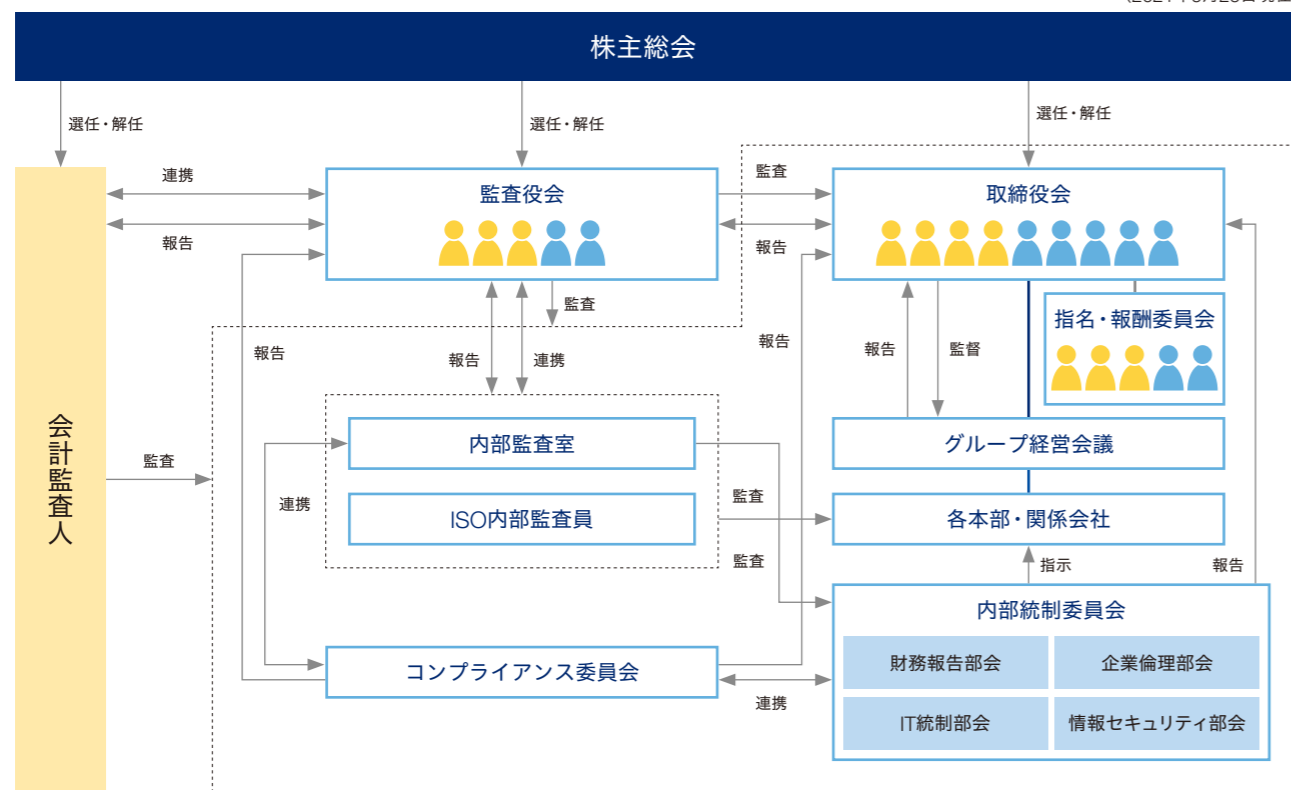 株主総会
選任・解任
選任・解任
選任・解任
連携
監査役会
監査
取締役会
報告
報告
監査
指名・報酬委員会
報告
報告
連携
報告
報告
監督
会計監査人
内部監査室
グループ経営会議
監査
連携
監査
ISO内部監査員
各本部・関係会社
監査
指示
報告
内部統制委員会
財務報告部会
企業倫理部会
コンプライアンス委員会
連携
IT統制部会
情報セキュリティ部会